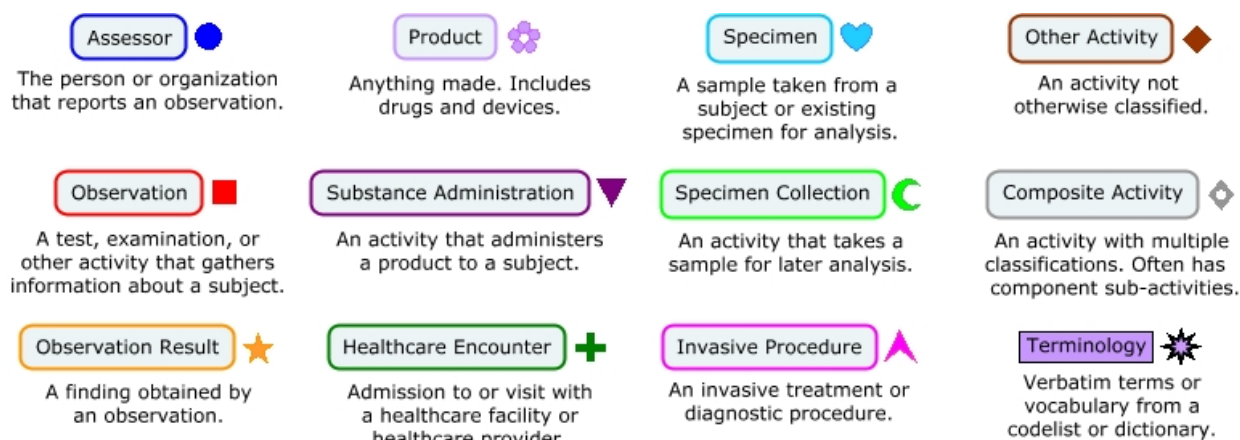 Assessor
The person or organization
that reports an observation.
Product
Anything made. Includes
drugs and devices.
Specimen
A sample taken from a
subject or existing
specimen for analysis.
Other Activity
An activity not
otherwise classified.
Observation
A test, examination, or
other activity that gathers
information about a subject.
Substance Administration
An activity that administers
a product to a subject.
Specimen Collection
An activity that takes a
sample for later analysis.
Composite Activity
An activity with multiple
classifications. Often has
component sub-activities.
Observation Result
A finding obtained by
an observation.
Healthcare Encounter
Admission to or visit with
a healthcare facility or
healthcare provider
Invasive Procedure
An invasive treatment or
diagnostic procedure.
Terminology
Verbatim terms or
vocabulary from a
codelist or dictionary.